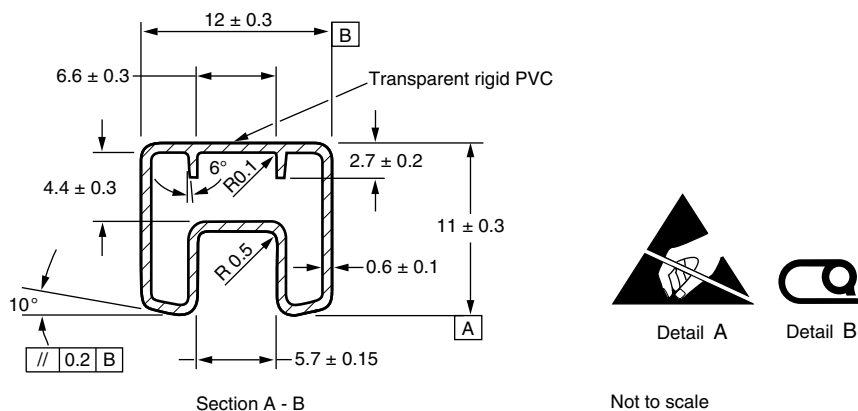 12 ± 0.3
B
6.6 ± 0.3
Transparent rigid PVC
6°
R0.1
2.7 ± 0.2
4.4 ± 0.3
11 ± 0.3
R 0.5
0.6 ± 0.1
10°
A
// 0.2 B
5.7 ± 0.15
Detail A
Detail B
Section A - B
Not to scale